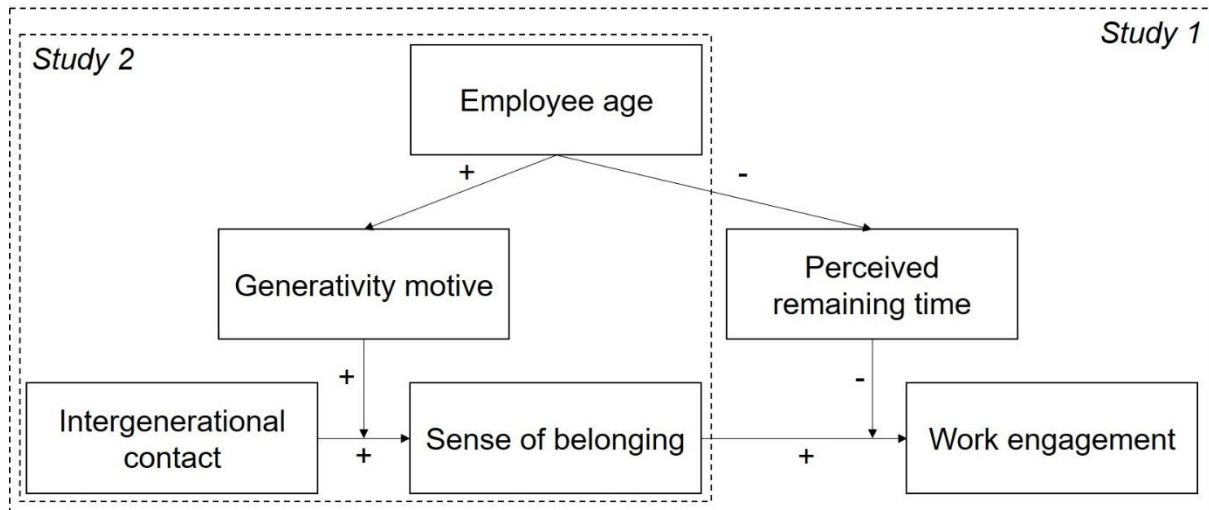 Study 1
Study 2
Employee age
+
-
Generativity motive
Perceived
remaining time
+
-
Intergenerational
contact
+
Sense of belonging
+
Work engagement